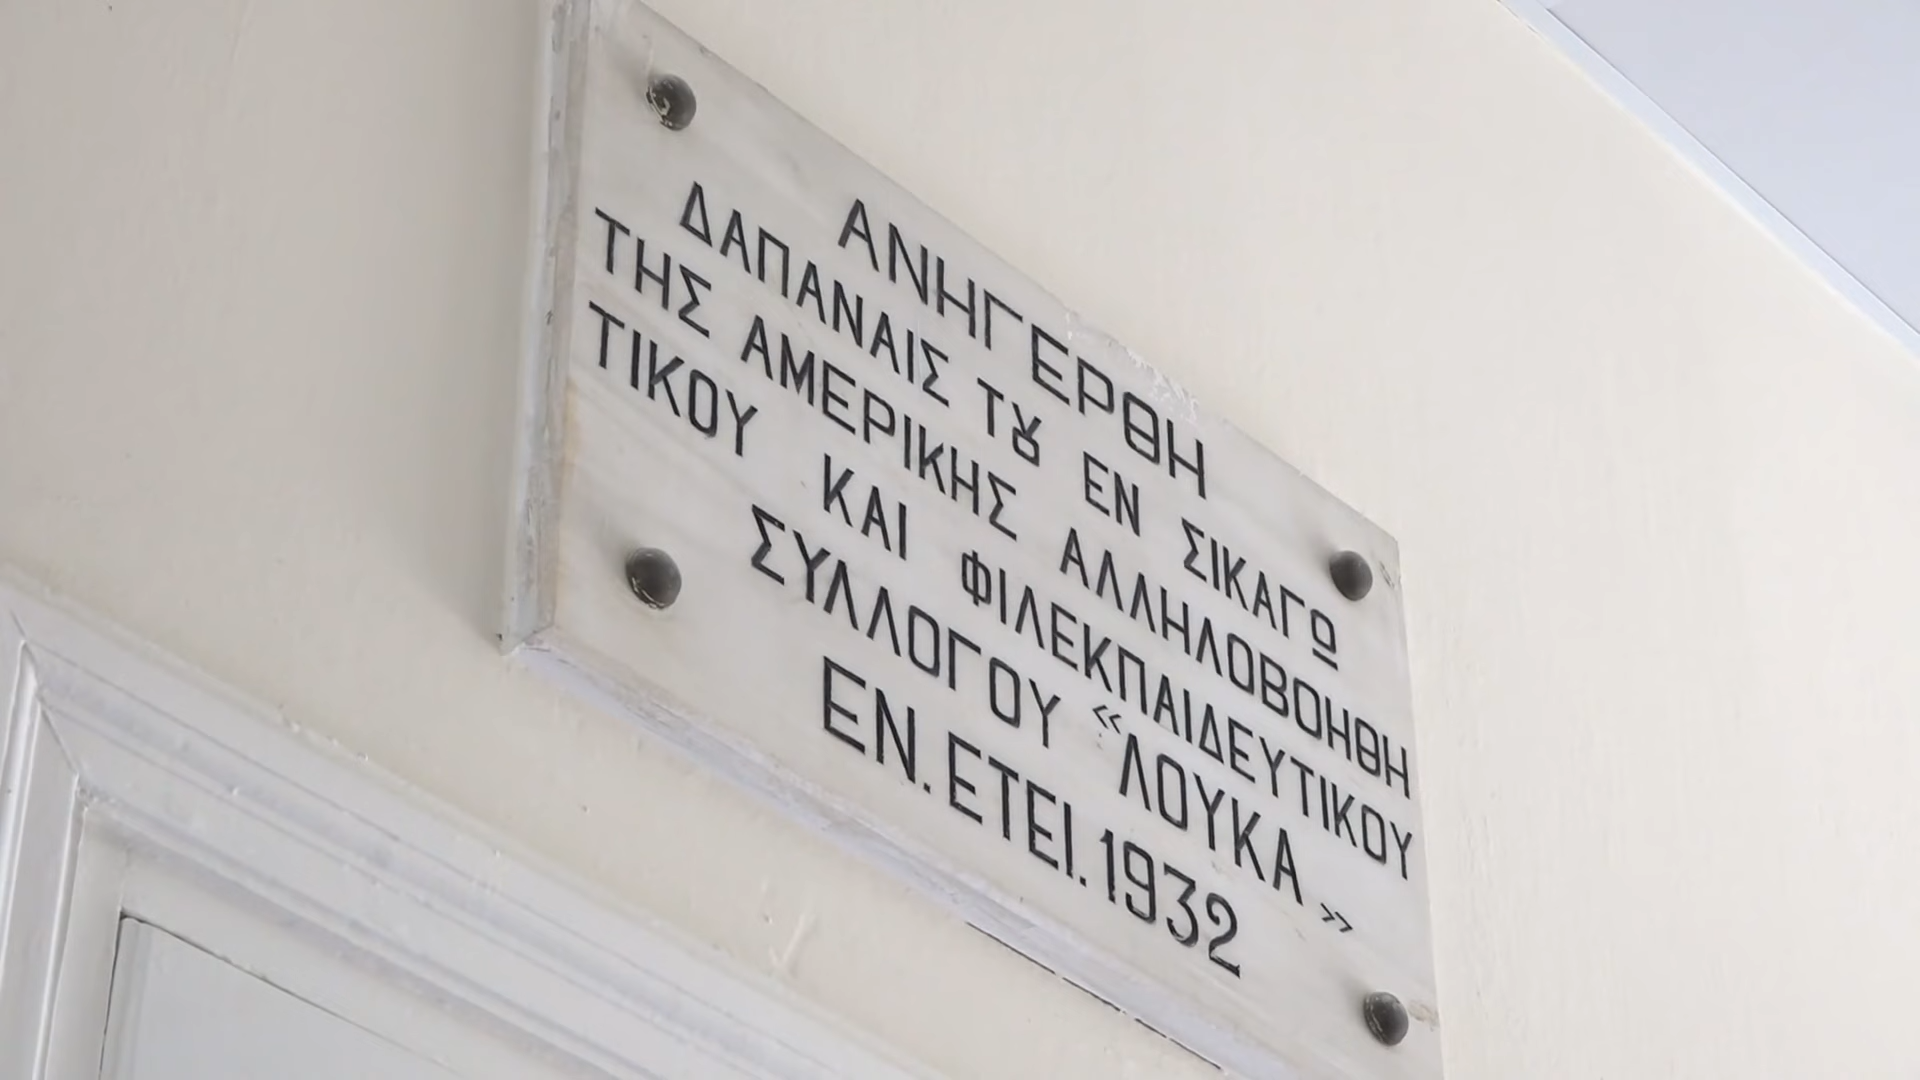 ΑΝΗΓΕΡΘΗ
ΔΑΠΑΝΑΙΣ ΤȢ ΕΝ ΣΙΚΑΓΩ
ΤΗΣ ΑΜΕΡΙΚΗΣ ΑΛΛΗΛΟΒΟΗΘΗ
ΤΙΚΟΥ ΚΑΙ ΦΙΛΕΚΠΑΙΔΕΥΤΙΚΟΥ
ΣΥΛΛΟΓΟΥ «ΛΟΥΚΑ»
ΕΝ.ΕΤΕΙ.1932